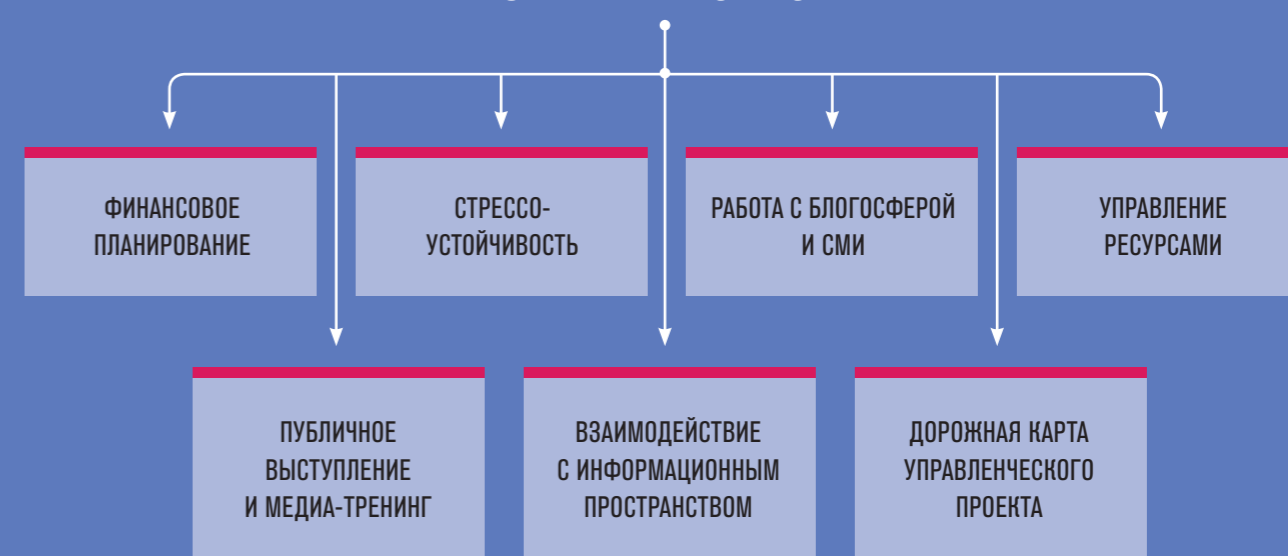 ФИНАНСОВОЕ
ПЛАНИРОВАНИЕ
СТРЕССО-
УСТОЙЧИВОСТЬ
РАБОТА С БЛОГОСФЕРОЙ
И СМИ
УПРАВЛЕНИЕ
РЕСУРСАМИ
ПУБЛИЧНОЕ
ВЫСТУПЛЕНИЕ
И МЕДИА-ТРЕНИНГ
ВЗАИМОДЕЙСТВИЕ
С ИНФОРМАЦИОННЫМ
ПРОСТРАНСТВОМ
ДОРОЖНАЯ КАРТА
УПРАВЛЕНЧЕСКОГО
ПРОЕКТА